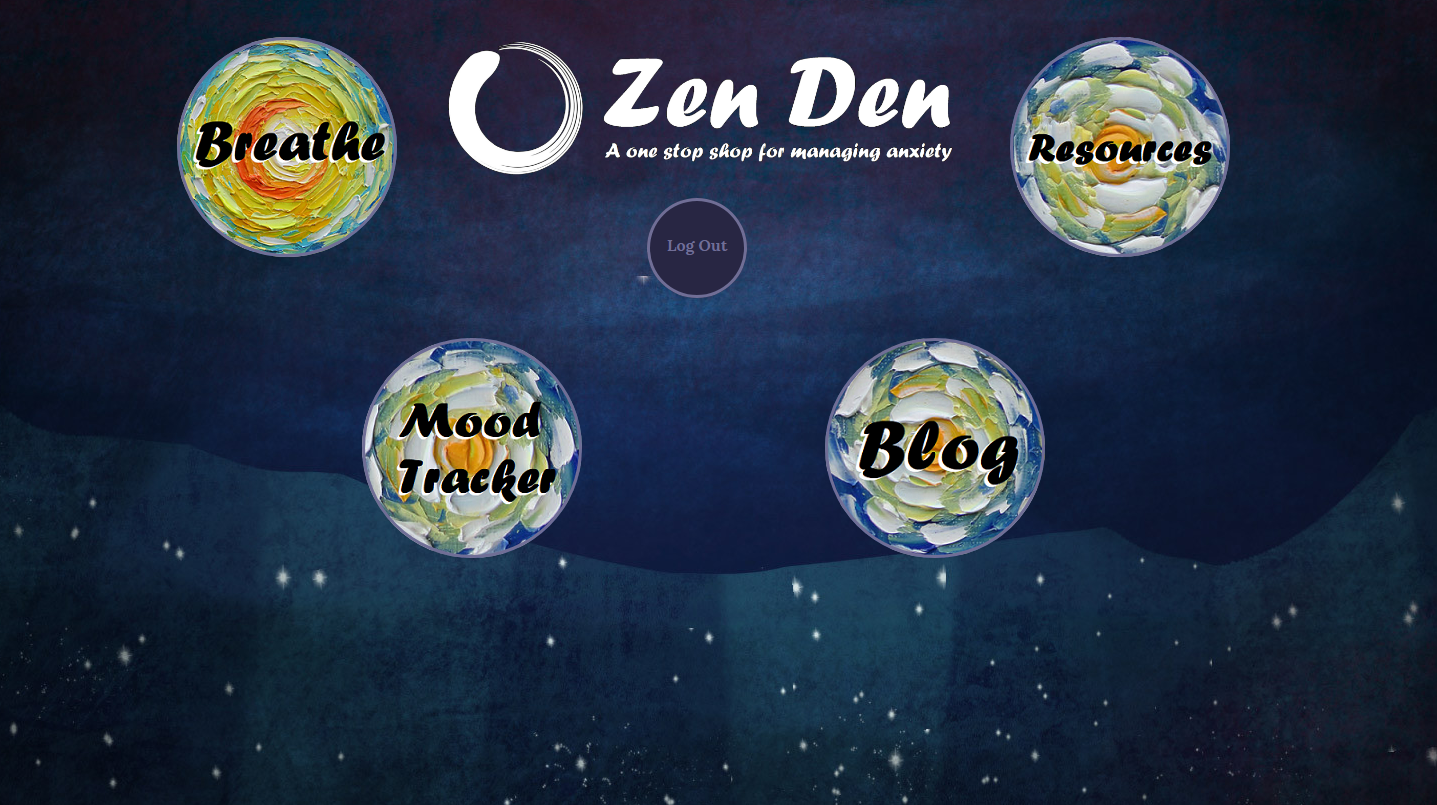 Breathe
Zen Den
A one stop shop for managing anxiety
Resources
Log Out
Mood
Tracker
Blog